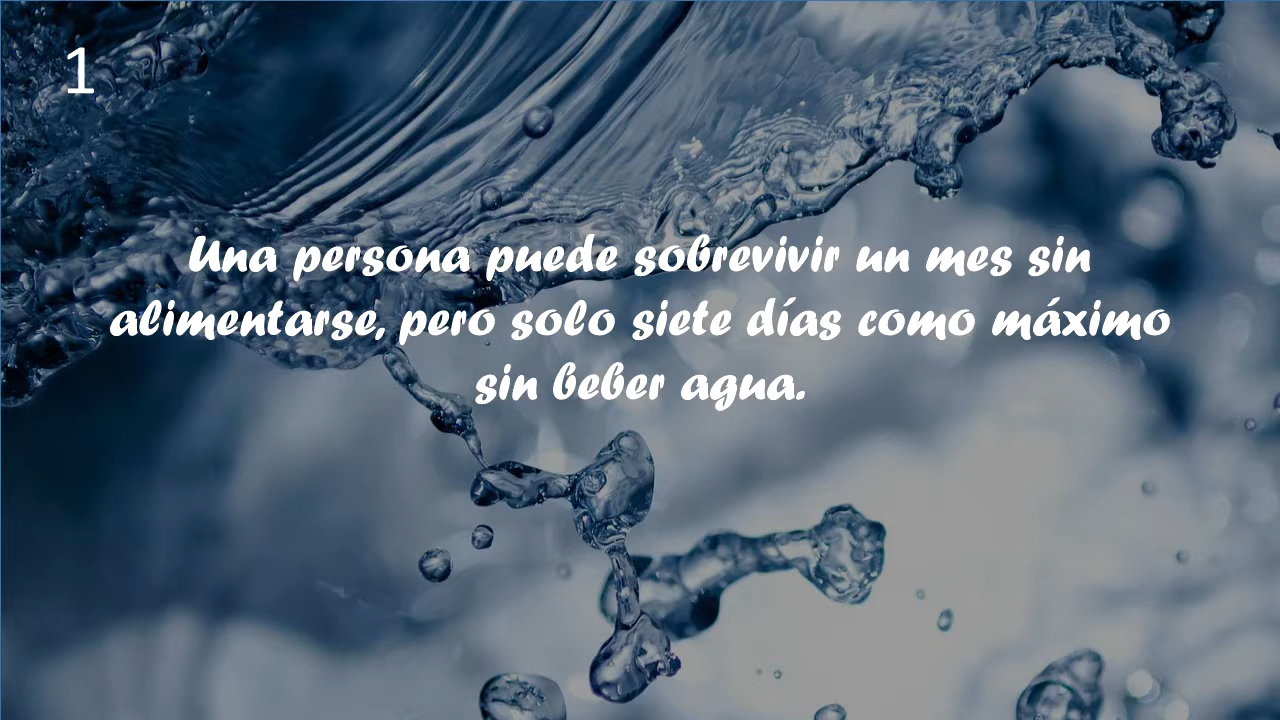 1
Una persona puede sobrevivir un mes sin
alimentarse, pero solo siete días como máximo
sin beber agua.